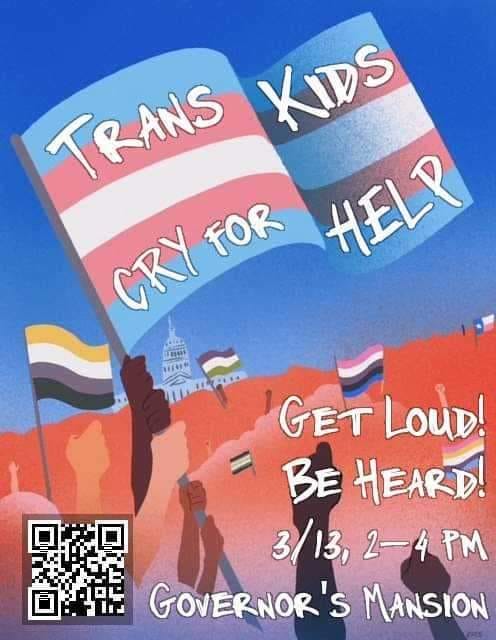 TRANS KIDS
CRY FOR HELP
GET LOUD!
BE HEARD!
3/13, 2–4 PM
GOVERNOR'S MANSION